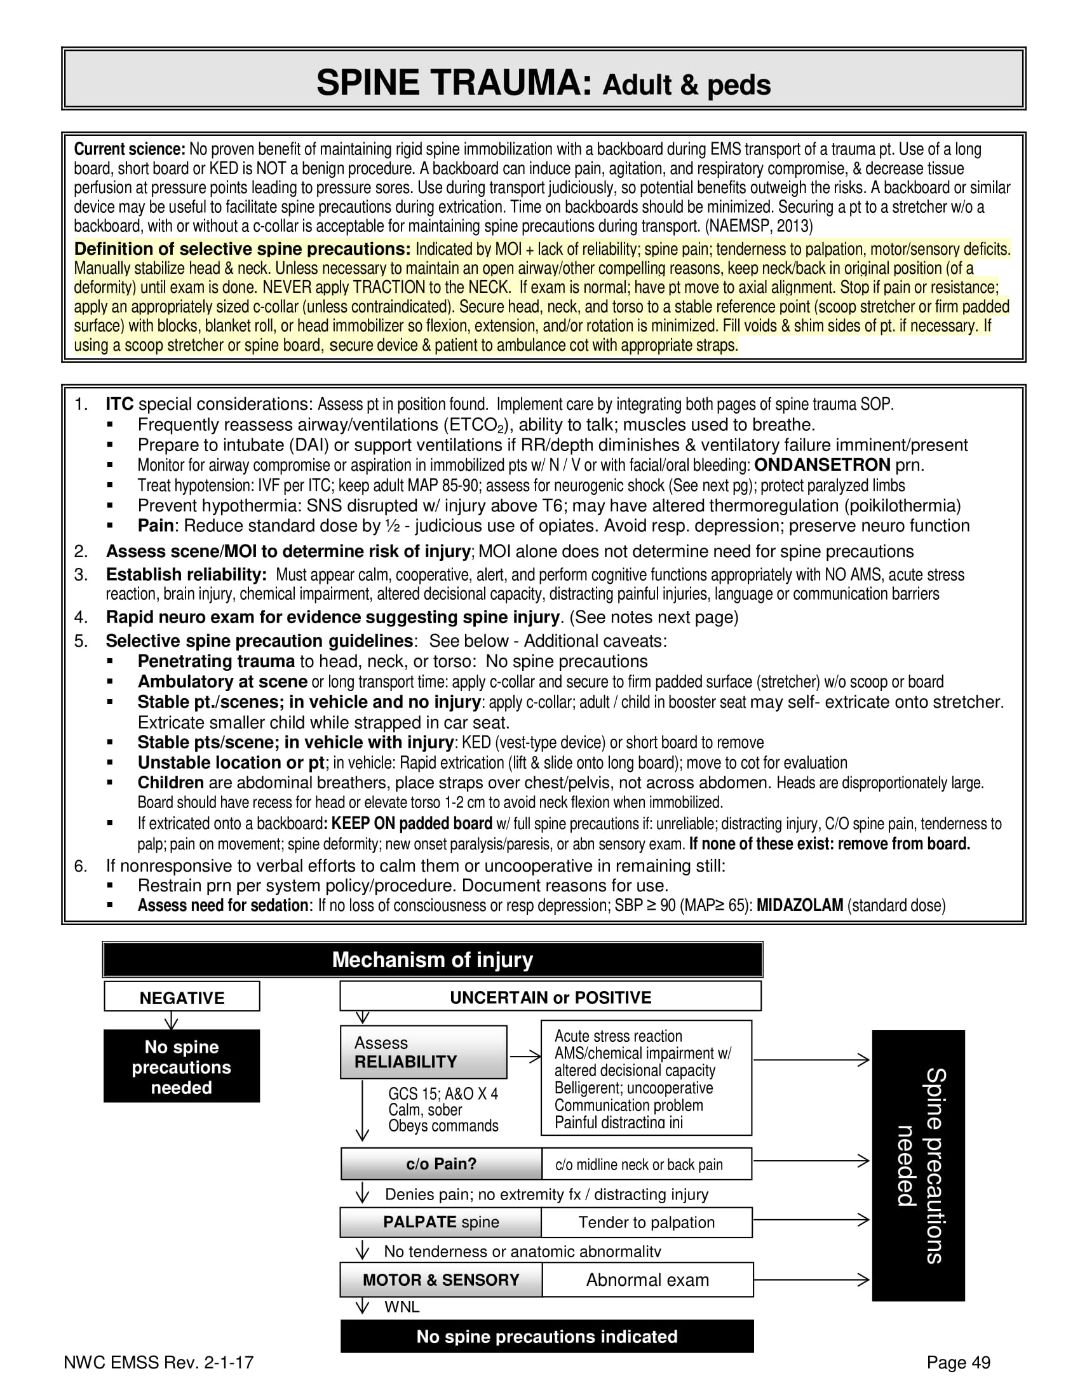 SPINE TRAUMA: Adult & peds
Current science: No proven benefit of maintaining rigid spine immobilization with a backboard during EMS transport of a trauma pt. Use of a long
board, short board or KED is NOT a benign procedure. A backboard can induce pain, agitation, and respiratory compromise, & decrease tissue
perfusion at pressure points leading to pressure sores. Use during transport judiciously, so potential benefits outweigh the risks. A backboard or similar
device may be useful to facilitate spine precautions during extrication. Time on backboards should be minimized. Securing a pt to a stretcher w/o a
backboard, with or without a c-collar is acceptable for maintaining spine precautions during transport. (NAEMSP, 2013)
Definition of selective spine precautions: Indicated by MOI + lack of reliability; spine pain; tenderness to palpation, motor/sensory deficits.
Manually stabilize head & neck. Unless necessary to maintain an open airway/other compelling reasons, keep neck/back in original position (of a
deformity) until exam is done. NEVER apply TRACTION to the NECK. If exam is normal; have pt move to axial alignment. Stop if pain or resistance;
apply an appropriately sized c-collar (unless contraindicated). Secure head, neck, and torso to a stable reference point (scoop stretcher or firm padded
surface) with blocks, blanket roll, or head immobilizer so flexion, extension, and/or rotation is minimized. Fill voids & shim sides of pt. if necessary. If
using a scoop stretcher or spine board, secure device & patient to ambulance cot with appropriate straps.
1. ITC special considerations: Assess pt in position found. Implement care by integrating both pages of spine trauma SOP.
▪ Frequently reassess airway/ventilations (ETCO2), ability to talk; muscles used to breathe.
▪ Prepare to intubate (DAI) or support ventilations if RR/depth diminishes & ventilatory failure imminent/present
▪ Monitor for airway compromise or aspiration in immobilized pts w/ N / V or with facial/oral bleeding: ONDANSETRON prn.
▪ Treat hypotension: IVF per ITC; keep adult MAP 85-90; assess for neurogenic shock (See next pg); protect paralyzed limbs
▪ Prevent hypothermia: SNS disrupted w/ injury above T6; may have altered thermoregulation (poikilothermia)
▪ Pain: Reduce standard dose by ½ - judicious use of opiates. Avoid resp. depression; preserve neuro function
2. Assess scene/MOI to determine risk of injury; MOI alone does not determine need for spine precautions
3. Establish reliability: Must appear calm, cooperative, alert, and perform cognitive functions appropriately with NO AMS, acute stress
reaction, brain injury, chemical impairment, altered decisional capacity, distracting painful injuries, language or communication barriers
4. Rapid neuro exam for evidence suggesting spine injury. (See notes next page)
5. Selective spine precaution guidelines: See below - Additional caveats:
▪ Penetrating trauma to head, neck, or torso: No spine precautions
▪ Ambulatory at scene or long transport time: apply c-collar and secure to firm padded surface (stretcher) w/o scoop or board
▪ Stable pt./scenes; in vehicle and no injury: apply c-collar; adult / child in booster seat may self- extricate onto stretcher.
Extricate smaller child while strapped in car seat.
▪ Stable pts/scene; in vehicle with injury: KED (vest-type device) or short board to remove
▪ Unstable location or pt; in vehicle: Rapid extrication (lift & slide onto long board); move to cot for evaluation
▪ Children are abdominal breathers, place straps over chest/pelvis, not across abdomen. Heads are disproportionately large.
Board should have recess for head or elevate torso 1-2 cm to avoid neck flexion when immobilized.
▪ If extricated onto a backboard: KEEP ON padded board w/ full spine precautions if: unreliable; distracting injury, C/O spine pain, tenderness to
palp; pain on movement; spine deformity; new onset paralysis/paresis, or abn sensory exam. If none of these exist: remove from board.
6. If nonresponsive to verbal efforts to calm them or uncooperative in remaining still:
▪ Restrain prn per system policy/procedure. Document reasons for use.
▪ Assess need for sedation: If no loss of consciousness or resp depression; SBP ≥ 90 (MAP≥ 65): MIDAZOLAM (standard dose)
Mechanism of injury
NEGATIVE
UNCERTAIN or POSITIVE
No spine
precautions
needed
Assess
RELIABILITY
Acute stress reaction
AMS/chemical impairment w/
altered decisional capacity
Belligerent; uncooperative
Communication problem
Painful distracting inj
GCS 15; A&O X 4
Calm, sober
Obeys commands
Spine precautions
needed
c/o Pain?
c/o midline neck or back pain
Denies pain; no extremity fx / distracting injury
PALPATE spine
Tender to palpation
No tenderness or anatomic abnormality
MOTOR & SENSORY
Abnormal exam
WNL
No spine precautions indicated
NWC EMSS Rev. 2-1-17
Page 49